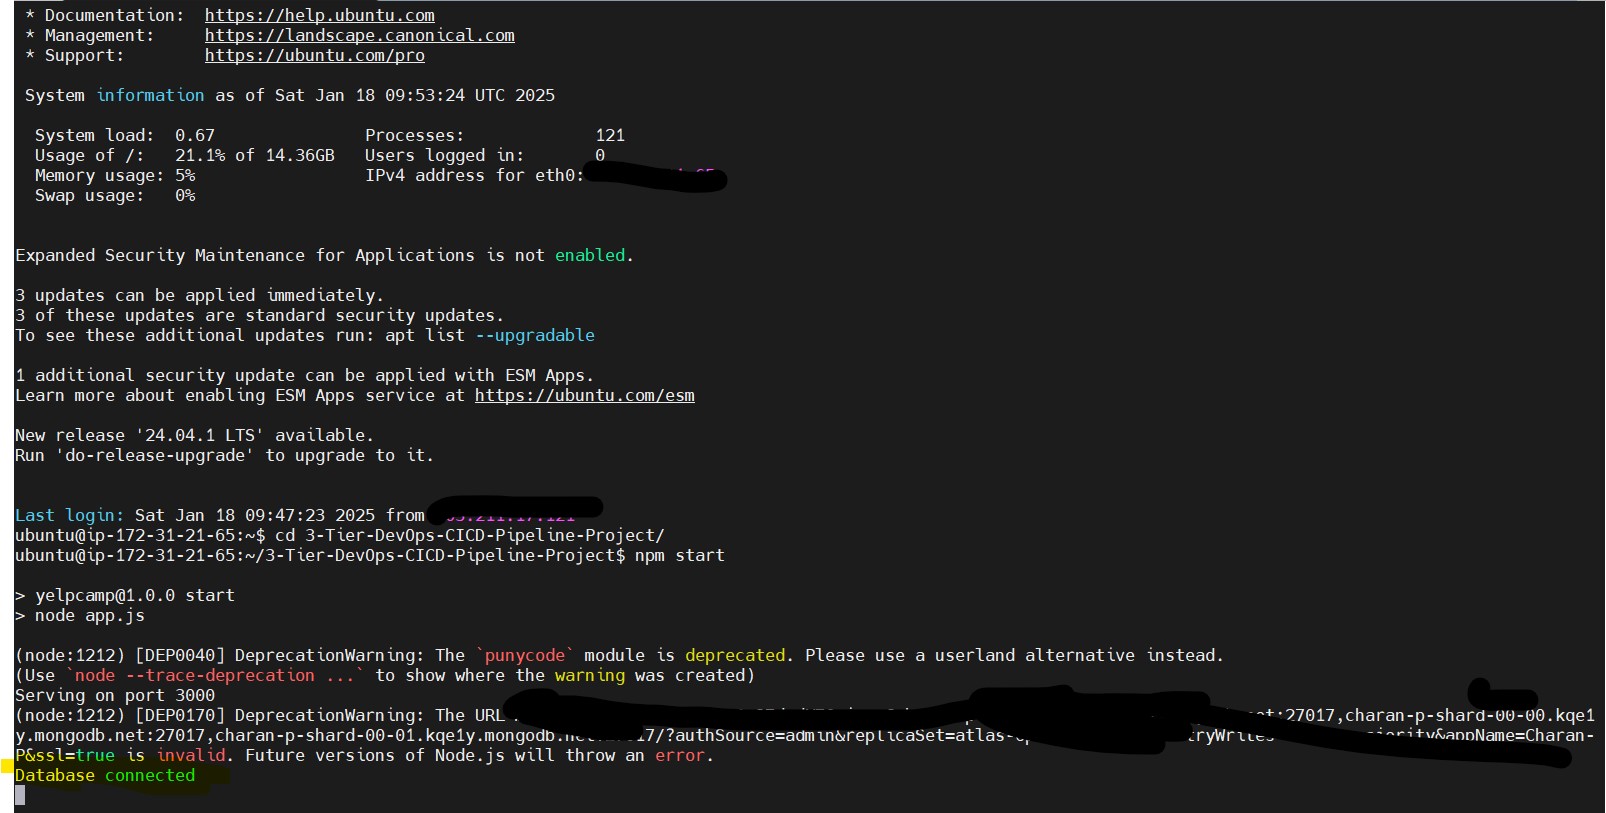 * Documentation:  https://help.ubuntu.com
* Management:     https://landscape.canonical.com
* Support:        https://ubuntu.com/pro
System information as of Sat Jan 18 09:53:24 UTC 2025
System load:  0.67               Processes:             121
Usage of /:   21.1% of 14.36GB   Users logged in:       0
Memory usage: 5%                 IPv4 address for eth0:
Swap usage:   0%
Expanded Security Maintenance for Applications is not enabled.
3 updates can be applied immediately.
3 of these updates are standard security updates.
To see these additional updates run: apt list --upgradable
1 additional security update can be applied with ESM Apps.
Learn more about enabling ESM Apps service at https://ubuntu.com/esm
New release '24.04.1 LTS' available.
Run 'do-release-upgrade' to upgrade to it.
Last login: Sat Jan 18 09:47:23 2025 from
ubuntu@ip-172-31-21-65:~$ cd 3-Tier-DevOps-CICD-Pipeline-Project/
ubuntu@ip-172-31-21-65:~/3-Tier-DevOps-CICD-Pipeline-Project$ npm start
> yelpcamp@1.0.0 start
> node app.js
(node:1212) [DEP0040] DeprecationWarning: The `punycode` module is deprecated. Please use a userland alternative instead.
(Use `node --trace-deprecation ...` to show where the warning was created)
Serving on port 3000
(node:1212) [DEP0170] DeprecationWarning: The URL net:27017,charan-p-shard-00-00.kqe1
y.mongodb.net:27017,charan-p-shard-00-01.kqe1y.mongodb. /?authSource=admin&replicaSet=atlas- &appName=Charan-
P&ssl=true is invalid. Future versions of Node.js will throw an error.
Database connected